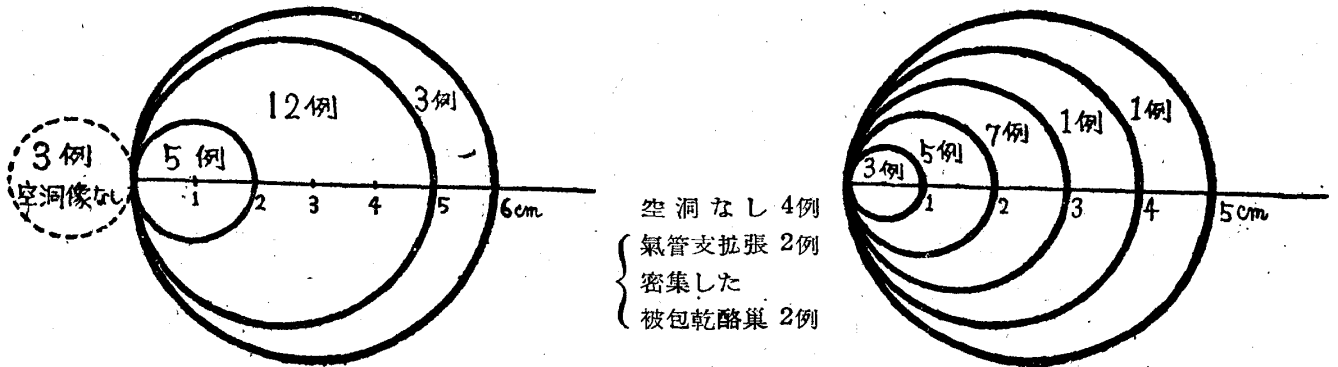 3例
空洞像なし
5例
12例
3例
1
2
3
4
5
6cm
空洞なし 4例
氣管支拡張 2例
密集した
被包乾酪巣 2例
3例
5例
7例
1例
1例
1
2
3
4
5cm